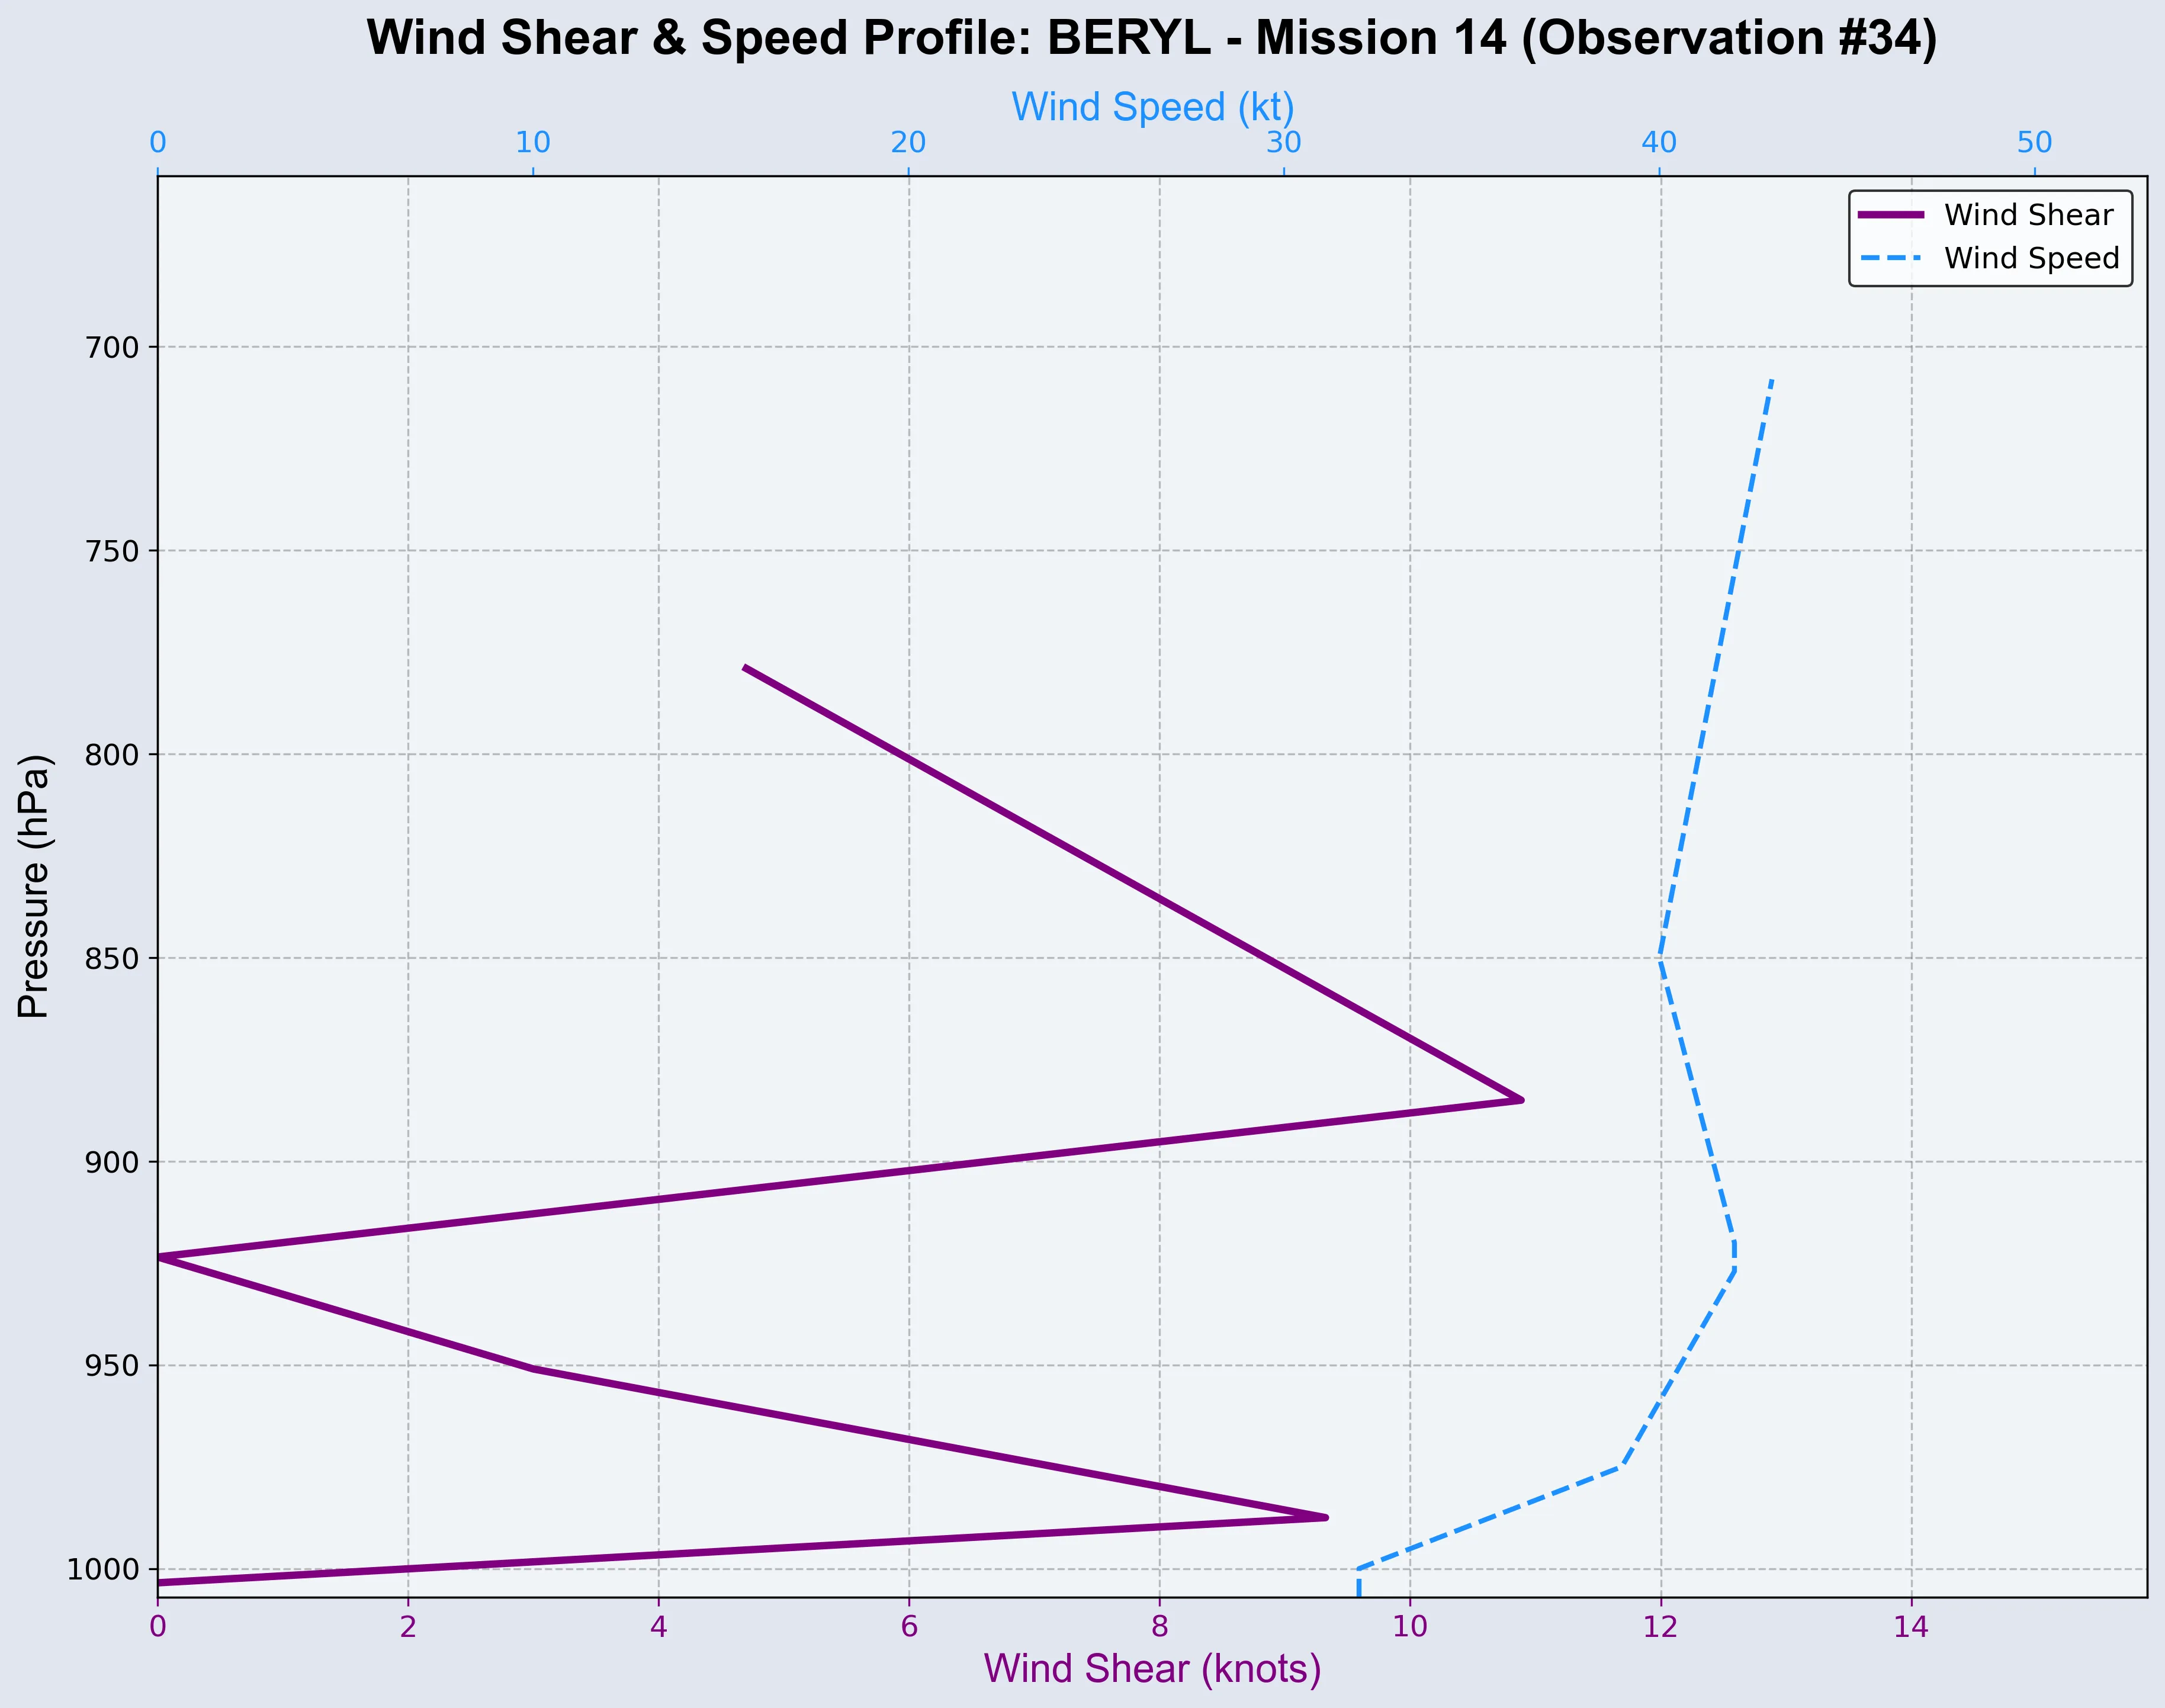 Wind Shear & Speed Profile: BERYL - Mission 14 (Observation #34)
Wind Speed (kt)
0 10 20 30 40 50
Wind Shear
Wind Speed
700
750
800
850
900
950
1000
Pressure (hPa)
0 2 4 6 8 10 12 14
Wind Shear (knots)